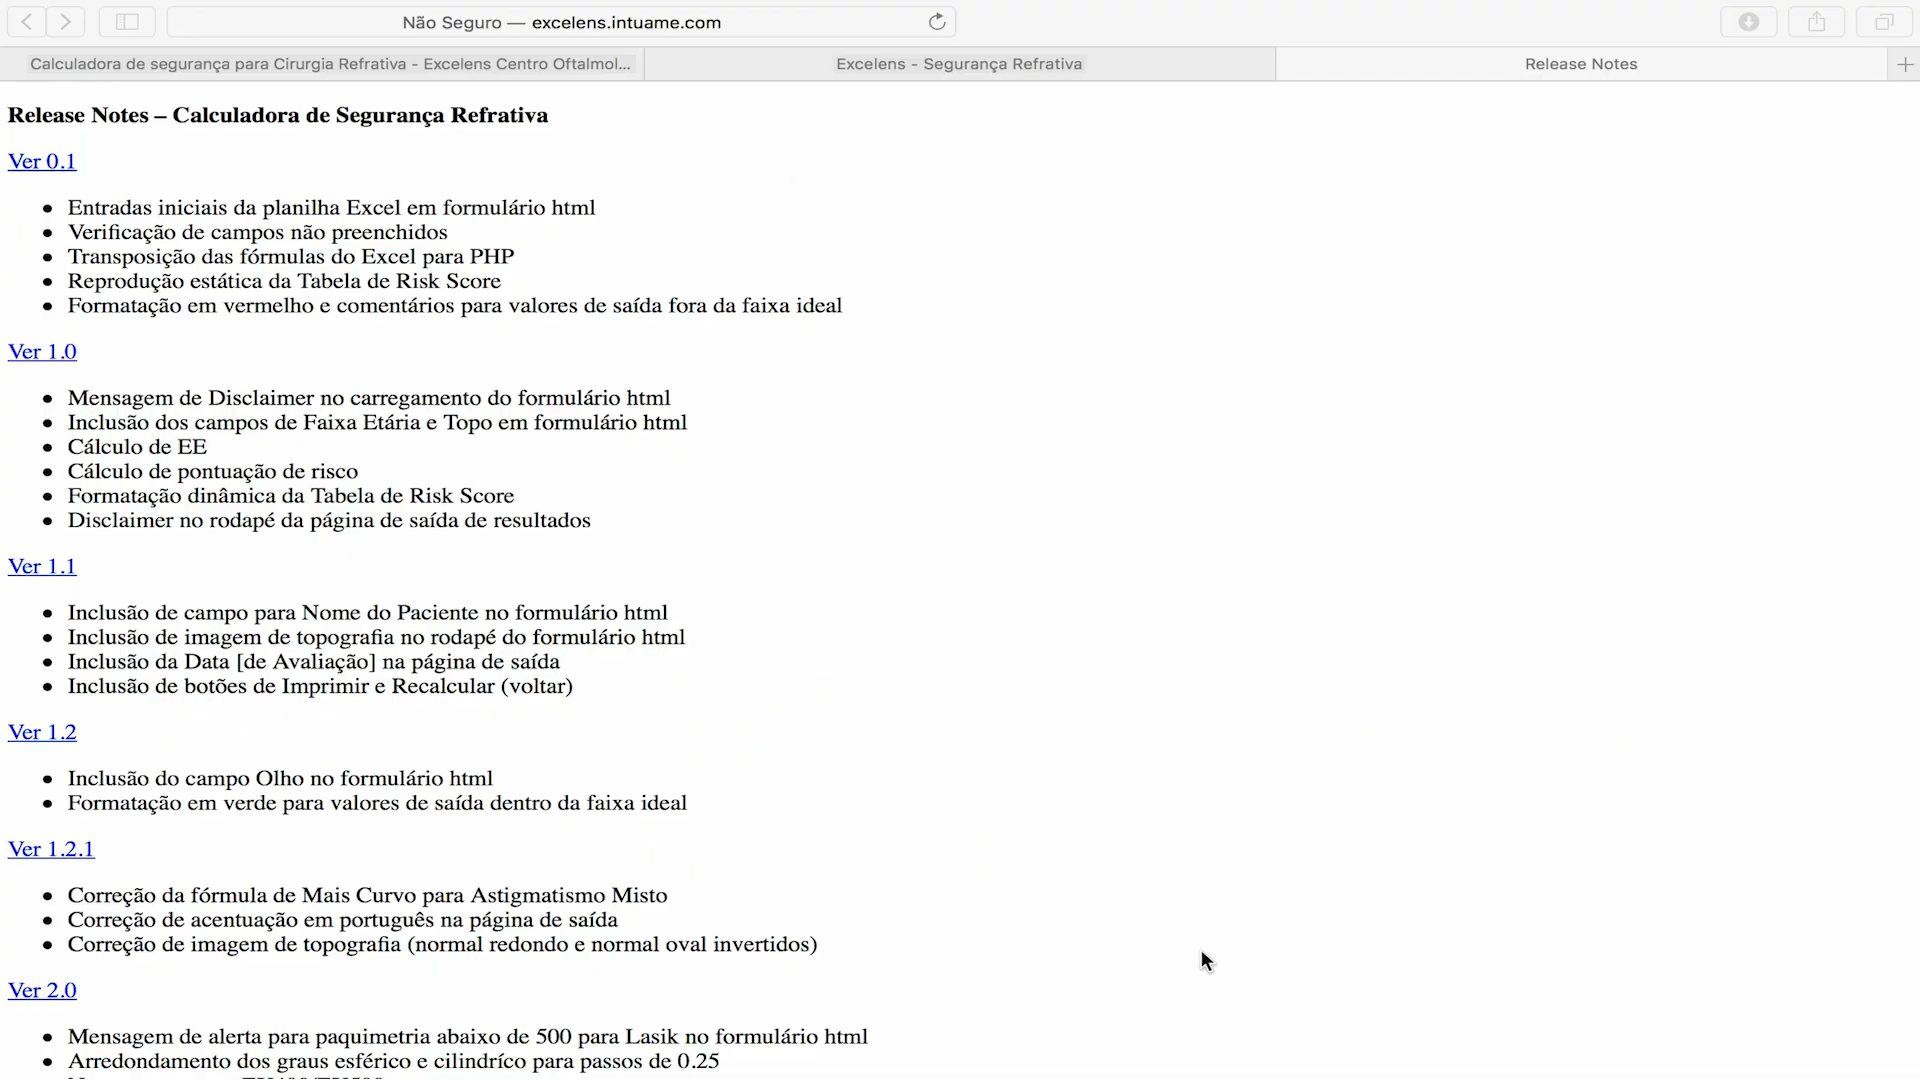 Não Seguro — excelens.intuame.com
Calculadora de segurança para Cirurgia Refrativa - Excelens Centro Oftalmol...
Excelens - Segurança Refrativa
Release Notes
Release Notes – Calculadora de Segurança Refrativa
Ver 0.1
Entradas iniciais da planilha Excel em formulário html
Verificação de campos não preenchidos
Transposição das fórmulas do Excel para PHP
Reprodução estática da Tabela de Risk Score
Formatação em vermelho e comentários para valores de saída fora da faixa ideal
Ver 1.0
Mensagem de Disclaimer no carregamento do formulário html
Inclusão dos campos de Faixa Etária e Topo em formulário html
Cálculo de EE
Cálculo de pontuação de risco
Formatação dinâmica da Tabela de Risk Score
Disclaimer no rodapé da página de saída de resultados
Ver 1.1
Inclusão de campo para Nome do Paciente no formulário html
Inclusão de imagem de topografia no rodapé do formulário html
Inclusão da Data [de Avaliação] na página de saída
Inclusão de botões de Imprimir e Recalcular (voltar)
Ver 1.2
Inclusão do campo Olho no formulário html
Formatação em verde para valores de saída dentro da faixa ideal
Ver 1.2.1
Correção da fórmula de Mais Curvo para Astigmatismo Misto
Correção de acentuação em português na página de saída
Correção de imagem de topografia (normal redondo e normal oval invertidos)
Ver 2.0
Mensagem de alerta para paquimetria abaixo de 500 para Lasik no formulário html
Arredondamento dos graus esférico e cilindríco para passos de 0.25